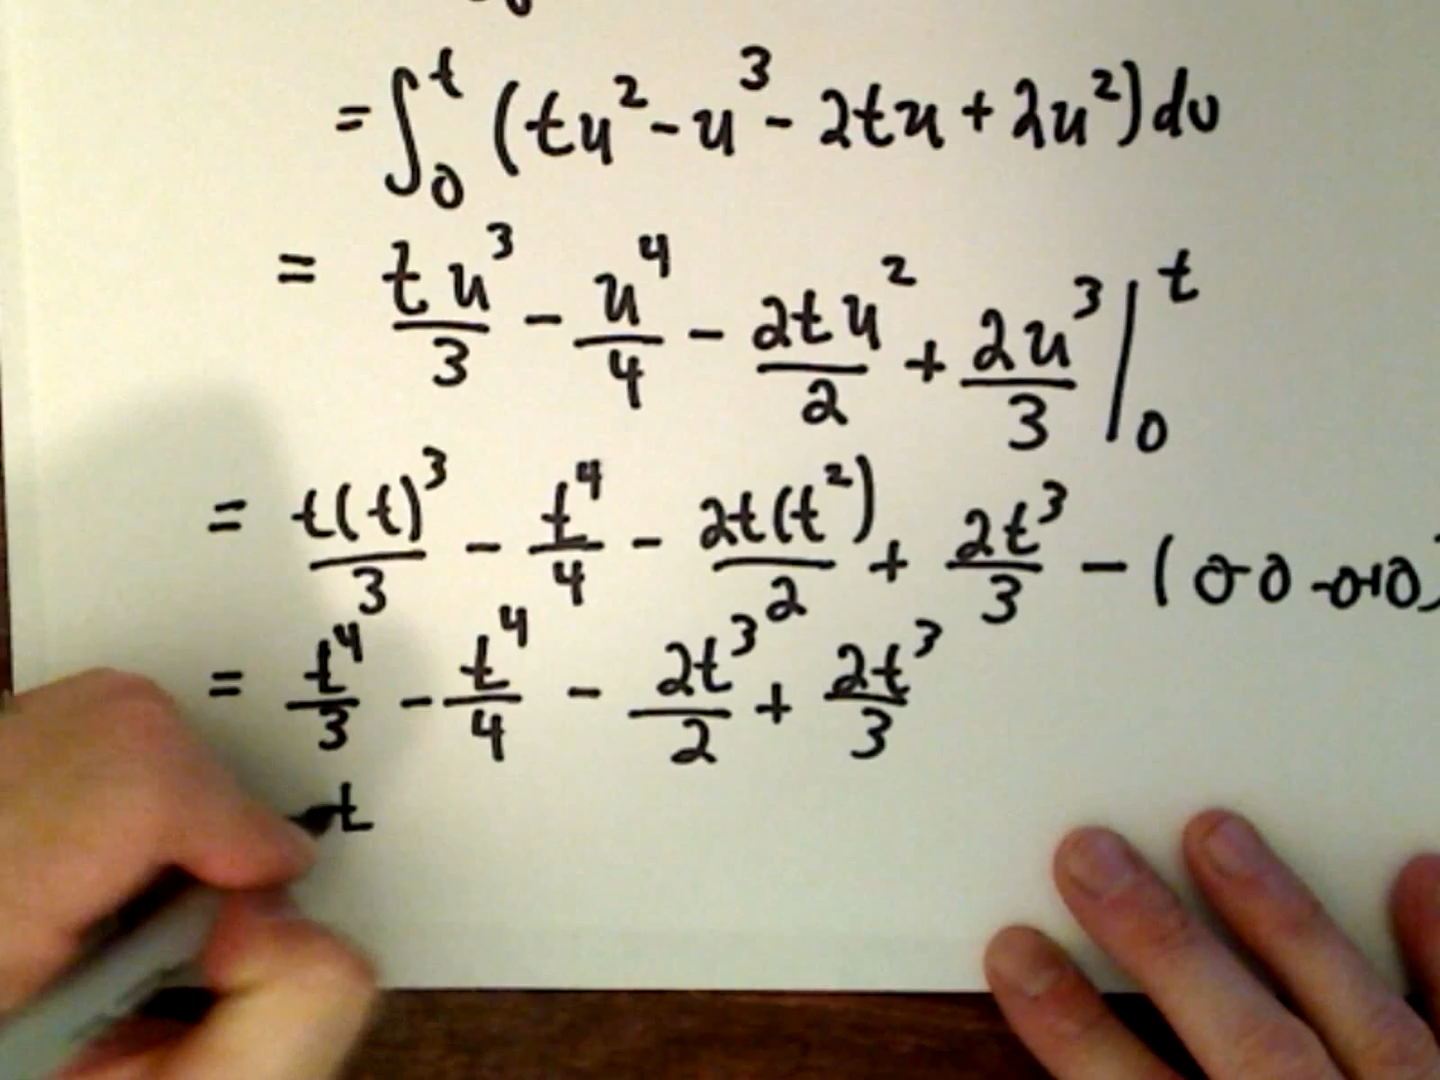 = ∫₀ᵗ (tu² - u³ - 2tu + 2u²) du
= tu³/3 - u⁴/4 - 2tu²/2 + 2u³/3 |₀ᵗ
= t(t)³/3 - t⁴/4 - 2t(t²)/2 + 2t³/3 - (0-0-0+0)
= t⁴/3 - t⁴/4 - 2t³/2 + 2t³/3
t